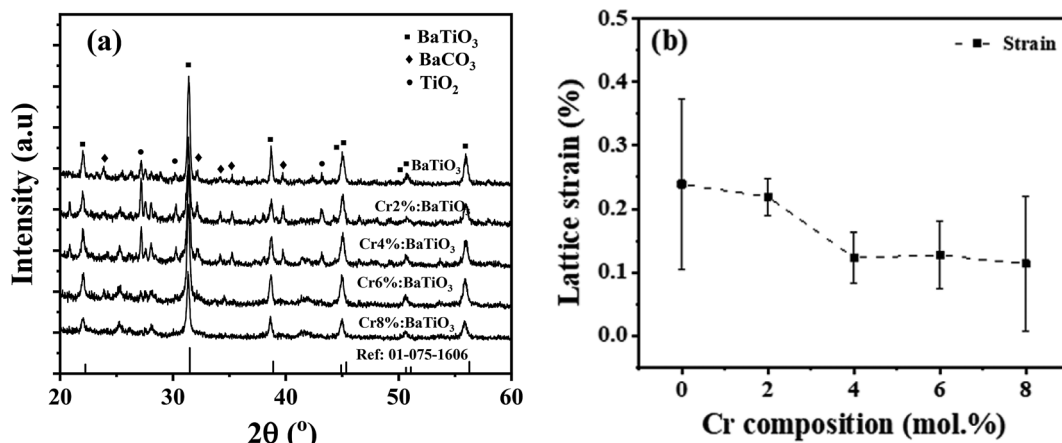 (a)
BaTiO3
BaCO3
TiO2
BaTiO3
Cr2%:BaTiO3
Cr4%:BaTiO3
Cr6%:BaTiO3
Cr8%:BaTiO3
Ref: 01-075-1606
20 30 40 50 60
2θ (°)
Intensity (a.u)
(b)
Strain
0.5
0.4
0.3
0.2
0.1
0.0
0 2 4 6 8
Cr composition (mol.%)
Lattice strain (%)